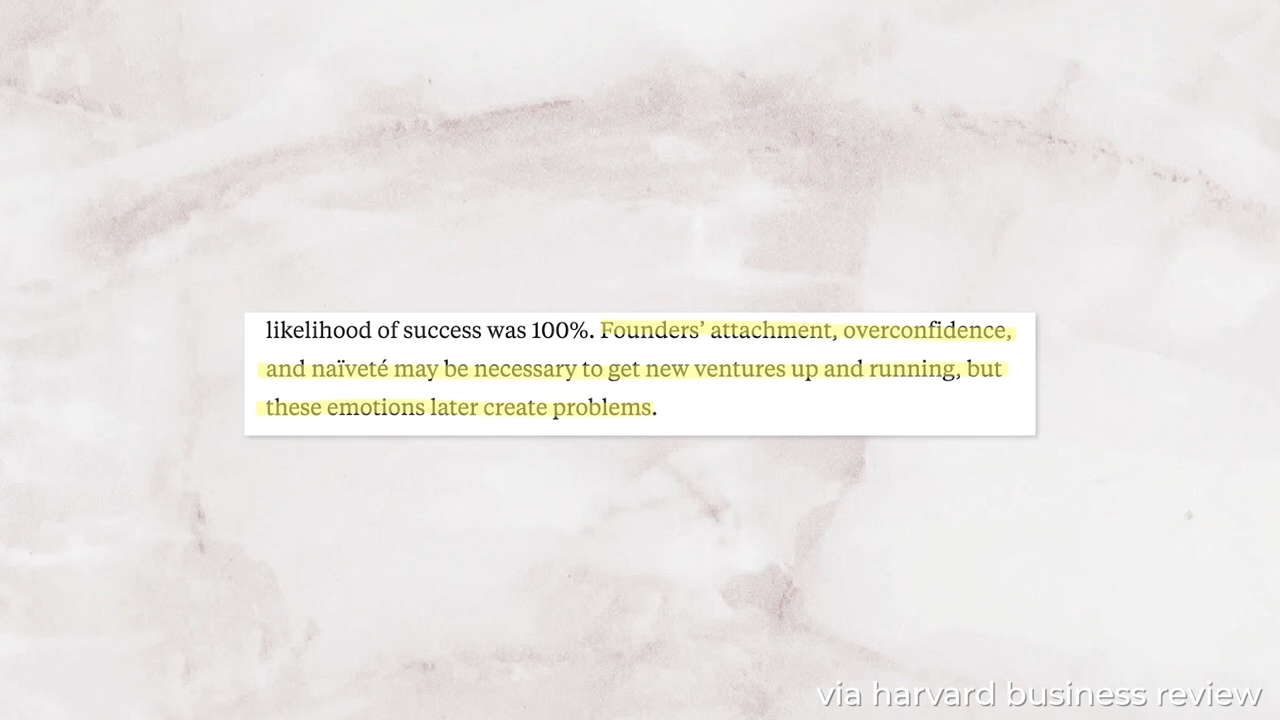 likelihood of success was 100%. Founders’ attachment, overconfidence,
and naïveté may be necessary to get new ventures up and running, but
these emotions later create problems.
via harvard business review